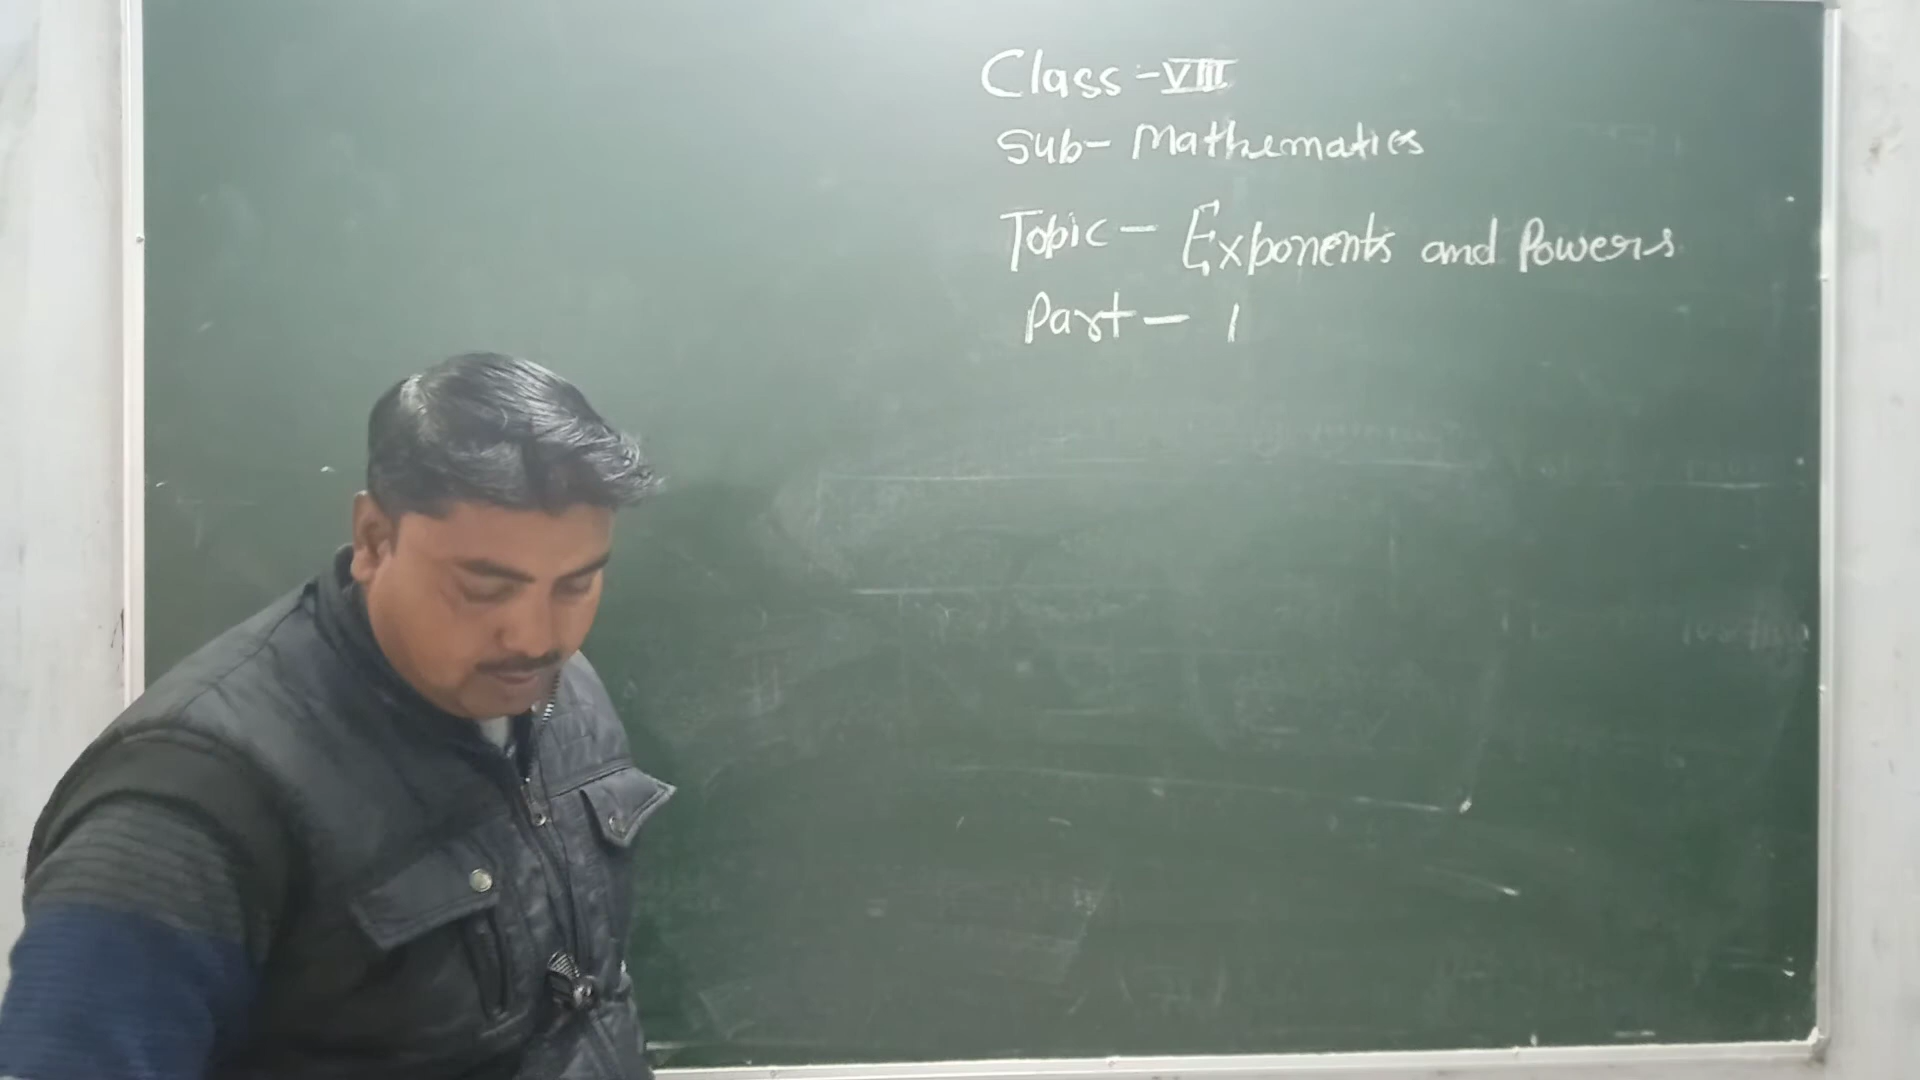 Class - VIII
Sub - Mathematics
Topic - Exponents and Powers
Part - 1